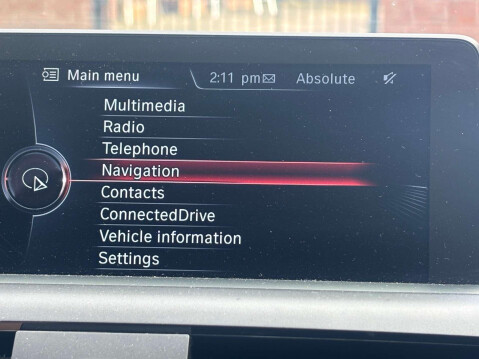 Main menu 2:11 pm Absolute
Multimedia
Radio
Telephone
Navigation
Contacts
ConnectedDrive
Vehicle information
Settings